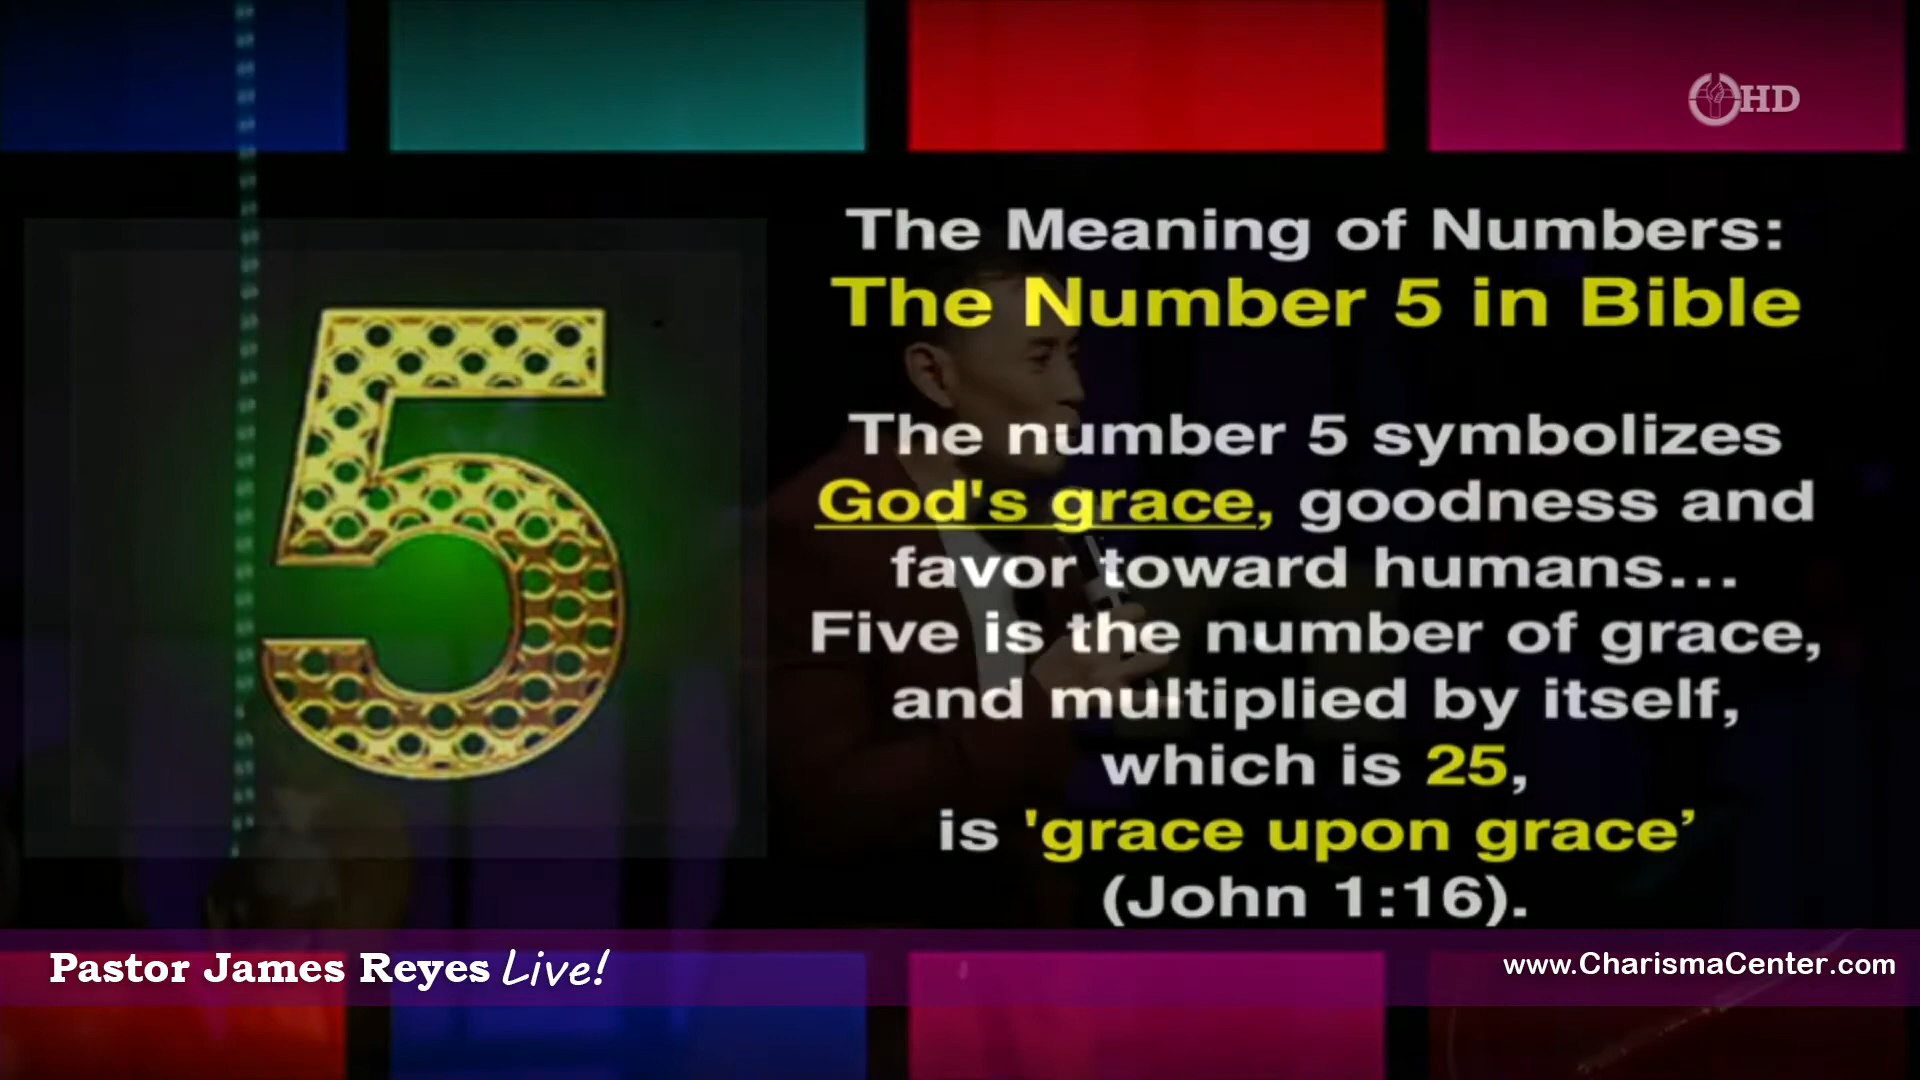 HD
The Meaning of Numbers:
The Number 5 in Bible
5
The number 5 symbolizes
God's grace, goodness and
favor toward humans...
Five is the number of grace,
and multiplied by itself,
which is 25,
is 'grace upon grace’
(John 1:16).
Pastor James Reyes Live!
www.CharismaCenter.com